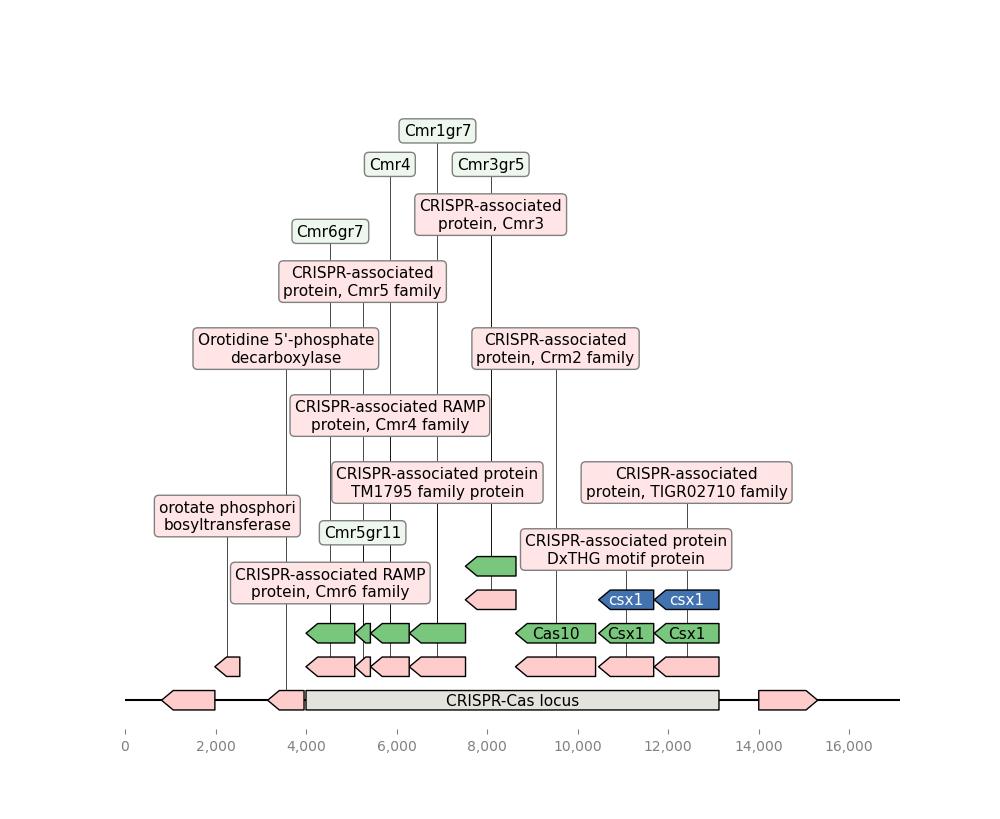 Cmr1gr7
Cmr4
Cmr3gr5
CRISPR-associated
protein, Cmr3
Cmr6gr7
CRISPR-associated
protein, Cmr5 family
Orotidine 5'-phosphate
decarboxylase
CRISPR-associated
protein, Crm2 family
CRISPR-associated RAMP
protein, Cmr4 family
CRISPR-associated protein
TM1795 family protein
CRISPR-associated
protein, TIGR02710 family
orotate phosphori
bosyltransferase
Cmr5gr11
CRISPR-associated protein
DxTHG motif protein
CRISPR-associated RAMP
protein, Cmr6 family
csx1
csx1
Cas10
Csx1
Csx1
CRISPR-Cas locus
0
2,000
4,000
6,000
8,000
10,000
12,000
14,000
16,000